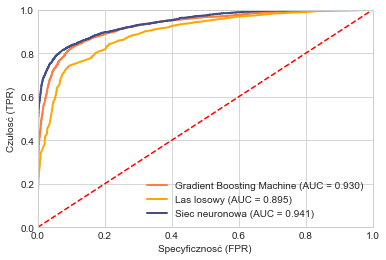 1.0
0.8
0.6
0.4
0.2
0.0
Czułość (TPR)
Gradient Boosting Machine (AUC = 0.930)
Las losowy (AUC = 0.895)
Siec neuronowa (AUC = 0.941)
0.0 0.2 0.4 0.6 0.8 1.0
Specyficzność (FPR)